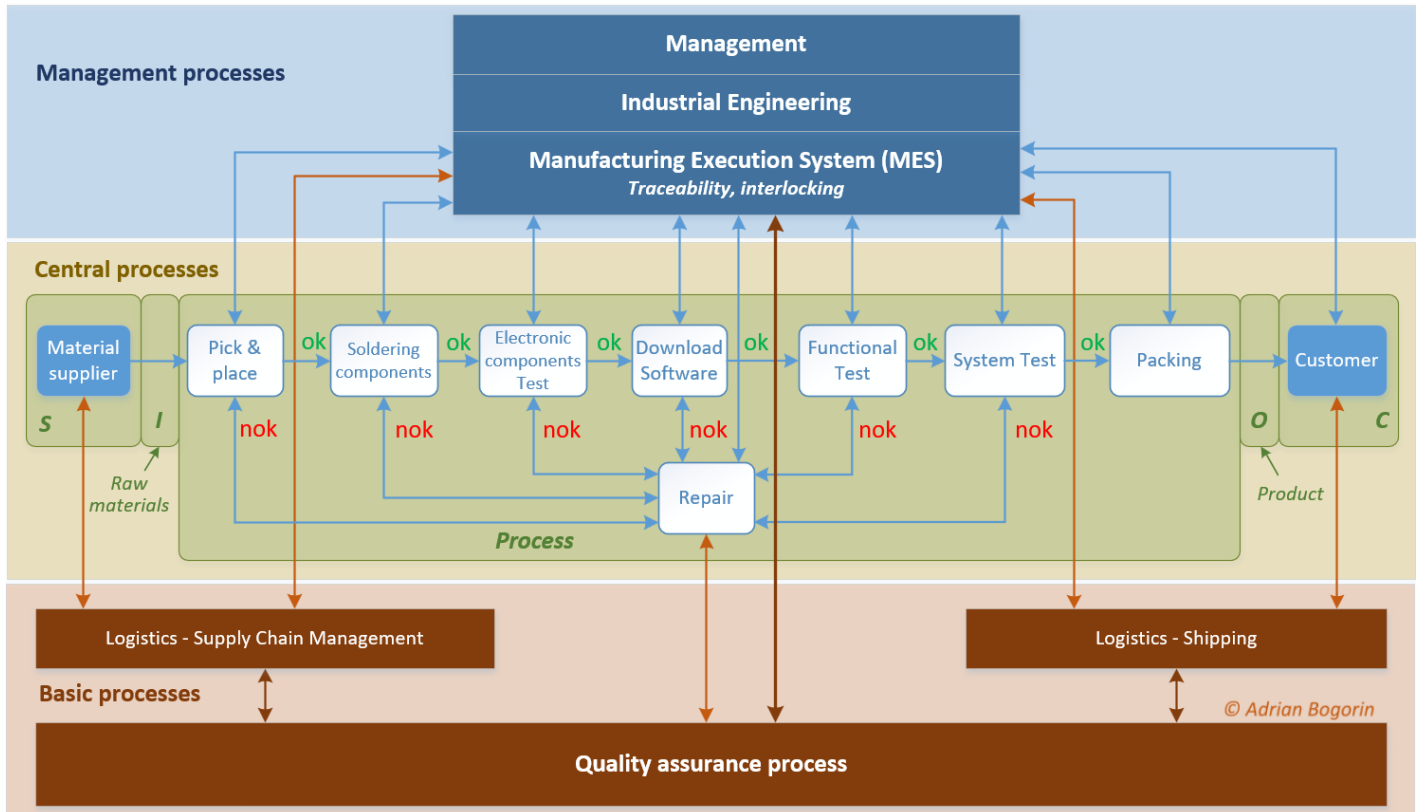 Management
Management processes
Industrial Engineering
Manufacturing Execution System (MES)
Traceability, interlocking
Central processes
Material
supplier
Pick &
place
ok
Soldering
components
ok
Electronic
components
Test
ok
Download
Software
ok
Functional
Test
ok
System Test
ok
Packing
Customer
S
I
nok
nok
nok
nok
nok
nok
O
C
Raw
materials
Repair
Product
Process
Logistics - Supply Chain Management
Logistics - Shipping
Basic processes
© Adrian Bogorin
Quality assurance process